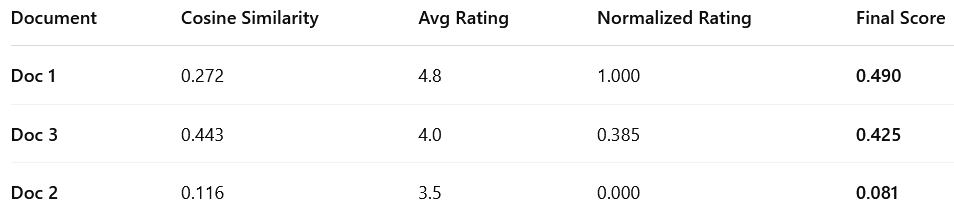 Document Cosine Similarity Avg Rating Normalized Rating Final Score
Doc 1 0.272 4.8 1.000 0.490
Doc 3 0.443 4.0 0.385 0.425
Doc 2 0.116 3.5 0.000 0.081